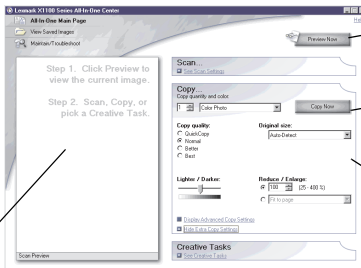 Lexmark X1100 Series All-In-One Center
All-In-One Main Page
View Saved Images
Maintain/Troubleshoot
Preview Now
Step 1. Click Preview to
view the current image.
Step 2. Scan, Copy, or
pick a Creative Task.
Scan Preview
Scan...
See Scan Settings
Copy...
Copy quantity and color.
1
Color Photo
Copy Now
Copy quality:
QuickCopy
Normal
Better
Best
Original size:
Auto-Detect
Lighter / Darker:
Reduce / Enlarge:
100
(25 - 400 %)
Fit to page
Display Advanced Copy Settings
Hide Extra Copy Settings
Creative Tasks
See Creative Tasks